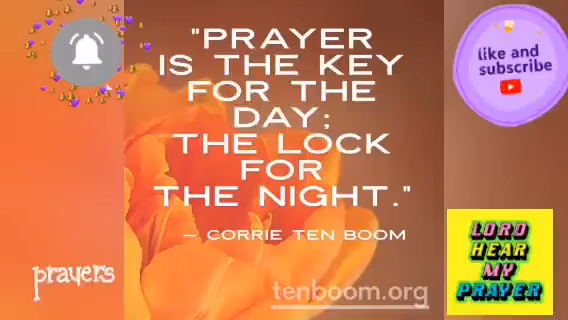 "PRAYER
IS THE KEY
FOR THE
DAY;
THE LOCK
FOR
THE NIGHT."
– CORRIE TEN BOOM
tenboom.org
like and
subscribe
prayers
LORD
HEAR
MY
PRAYER